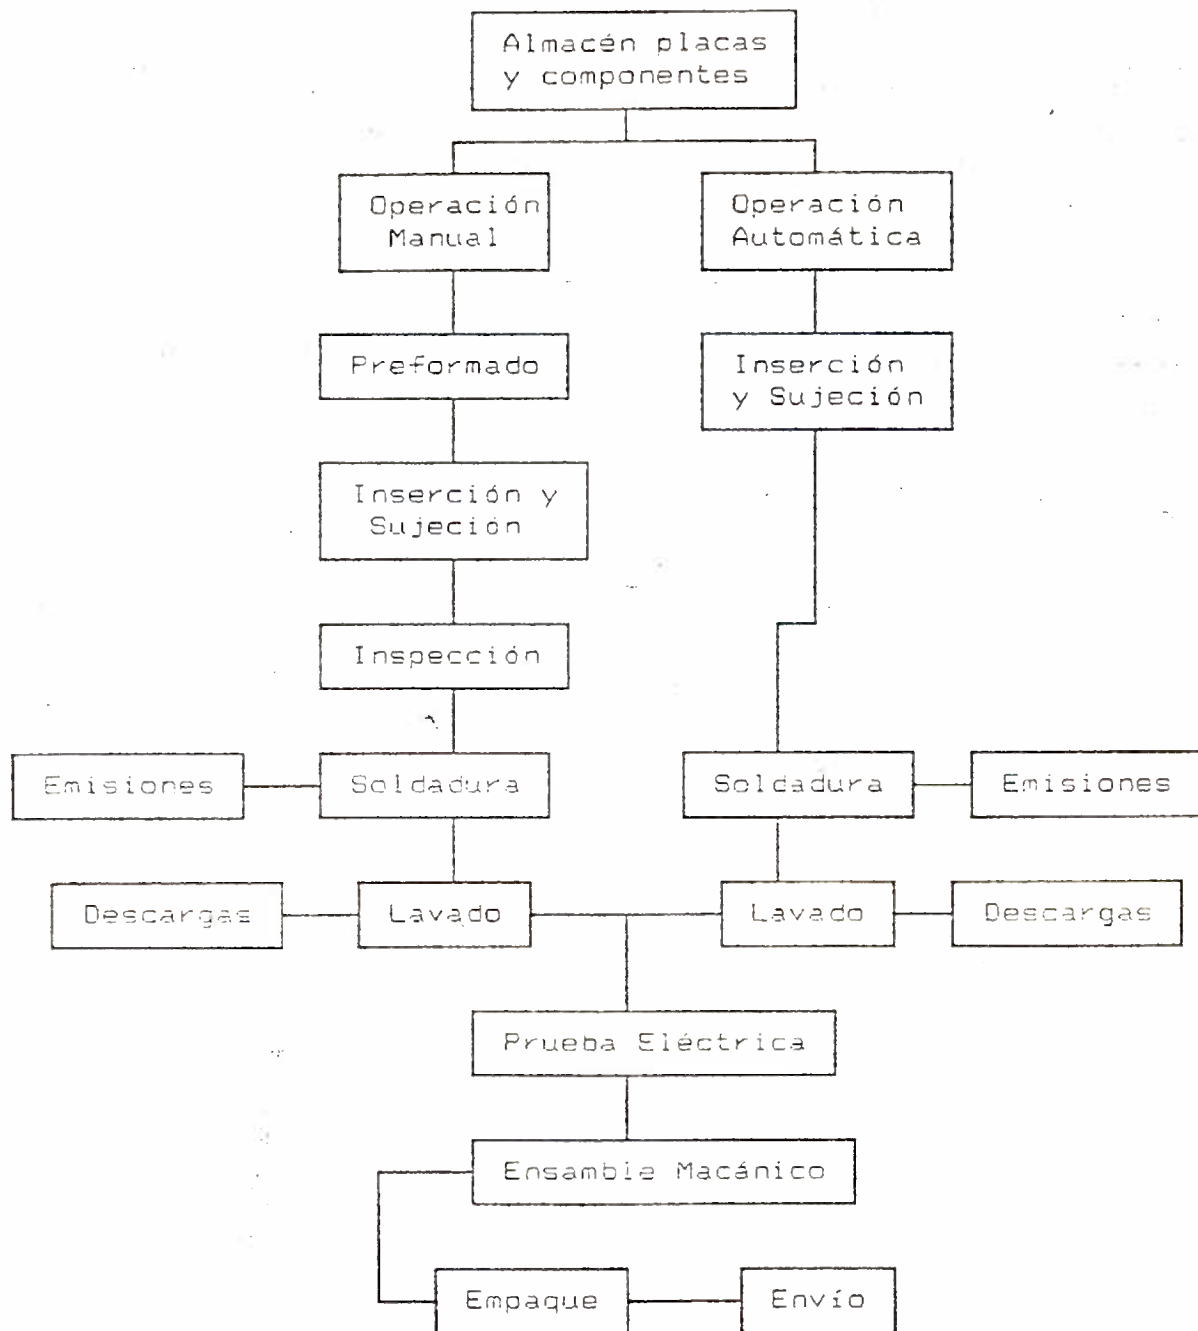 Almacén placas
y componentes
Operación
Manual
Operación
Automática
Preformado
Inserción
y Sujeción
Inserción y
Sujeción
Inspección
Emisiones
Soldadura
Soldadura
Emisiones
Descargas
Lavado
Lavado
Descargas
Prueba Eléctrica
Ensamble Macánico
Empaque
Envío